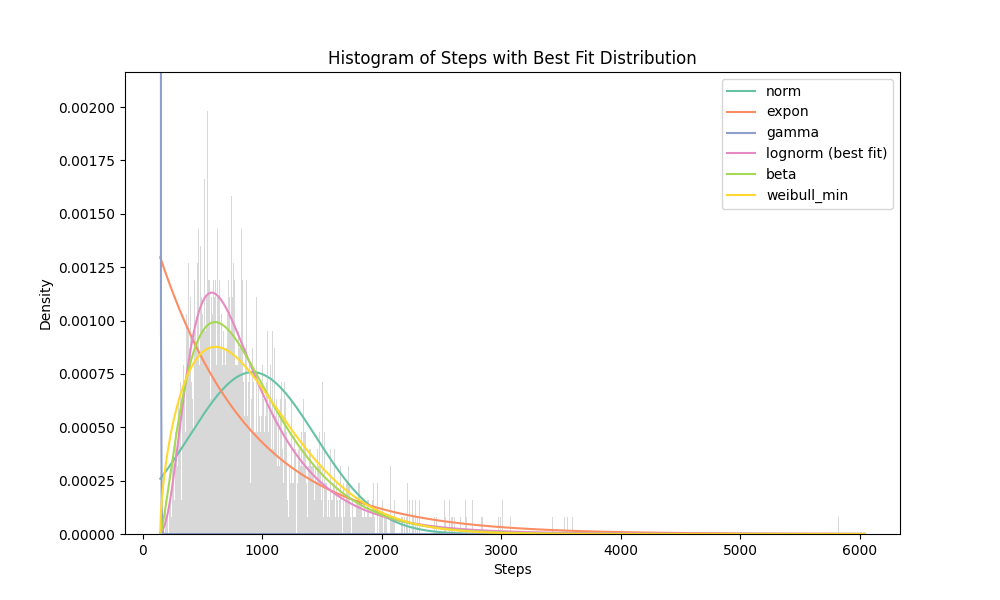 Histogram of Steps with Best Fit Distribution
norm
expon
gamma
lognorm (best fit)
beta
weibull_min
Density
0.00200
0.00175
0.00150
0.00125
0.00100
0.00075
0.00050
0.00025
0.00000
0 1000 2000 3000 4000 5000 6000
Steps